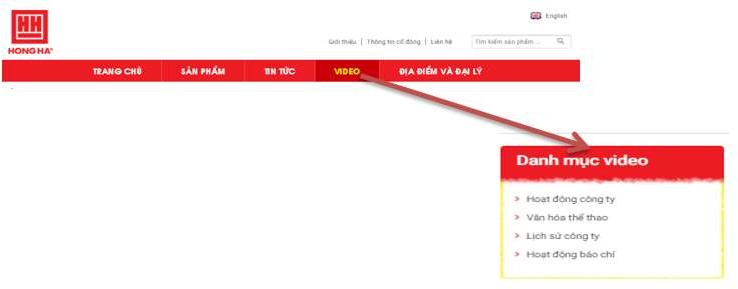 HH
English
HONG HA®
Giới thiệu | Thông tin cổ đông | Liên hệ
Tìm kiếm sản phẩm ...
TRANG CHỦ SẢN PHẨM TIN TỨC VIDEO ĐỊA ĐIỂM VÀ ĐẠI LÝ
Danh mục video
> Hoạt động công ty
> Văn hóa thể thao
> Lịch sử công ty
> Hoạt động báo chí